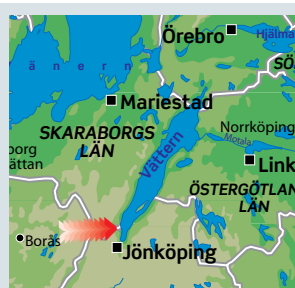 Örebro
Hjälma
änern
SÖ
Mariestad
SKARABORGS
LÄN
Vättern
Norrköping
Motala
borg
ättan
Link
ÖSTERGÖTLAN
LÄN
Borås
Jönköping